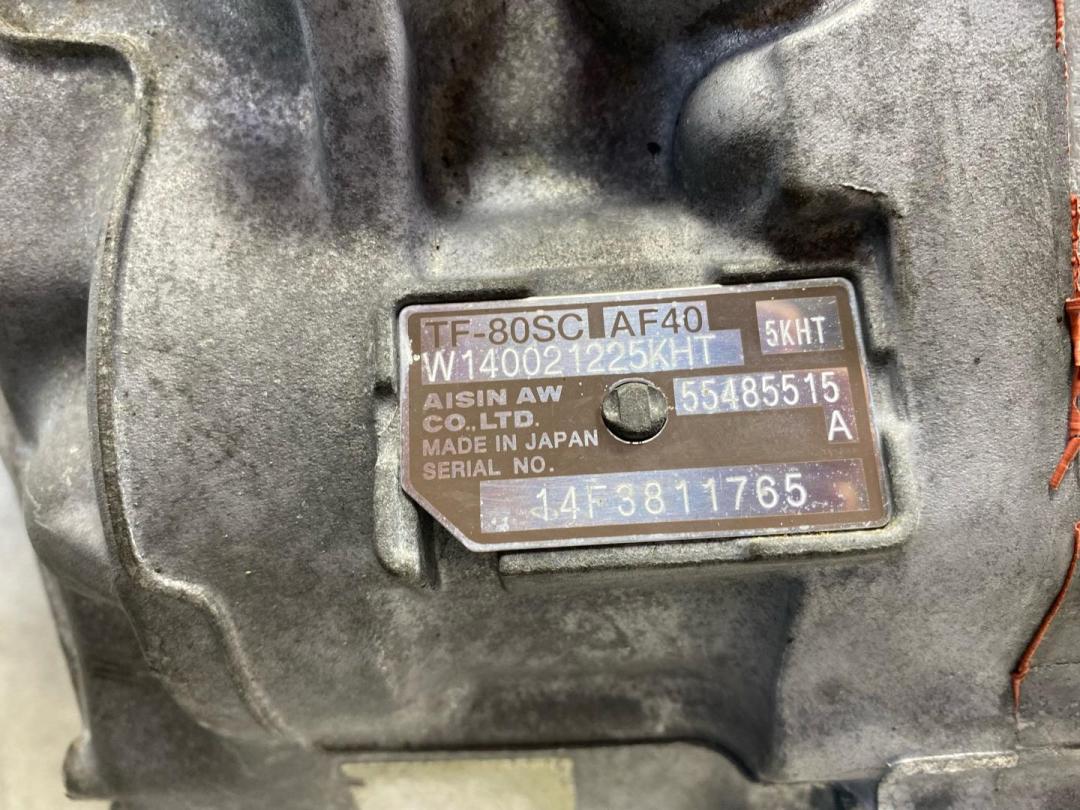 TF-80SC AF40
W140021225KHT
5KHT
AISIN AW
CO.,LTD.
MADE IN JAPAN
55485515
A
SERIAL NO.
14F3811765